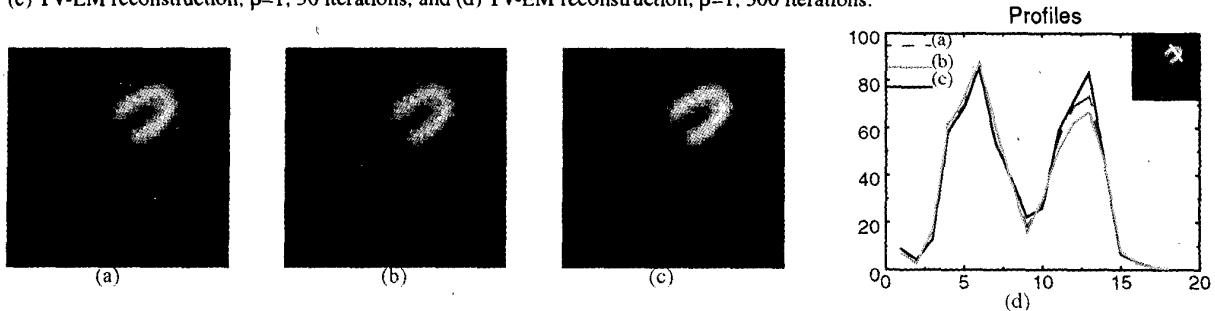 (c) TV-EM reconstruction, β=1, 50 iterations, and (d) TV-EM reconstruction, β=1, 500 iterations.
Profiles
100
80
60
40
20
0
(a)
(b)
(c)
0
5
10
15
20
(a)
(b)
(c)
(d)